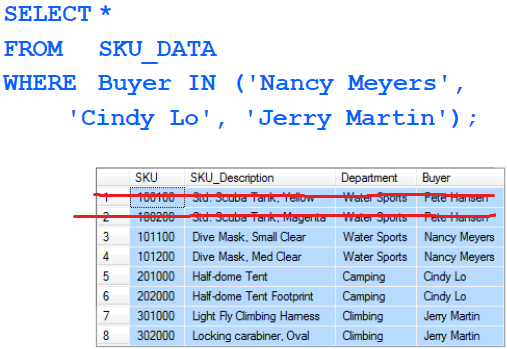 SELECT *
FROM SKU_DATA
WHERE Buyer IN ('Nancy Meyers',
'Cindy Lo', 'Jerry Martin');
SKU SKU_Description Department Buyer
1 100100 Std. Scuba Tank, Yellow Water Sports Pete Hansen
2 100200 Std. Scuba Tank, Magenta Water Sports Pete Hansen
3 101100 Dive Mask, Small Clear Water Sports Nancy Meyers
4 101200 Dive Mask, Med Clear Water Sports Nancy Meyers
5 201000 Half-dome Tent Camping Cindy Lo
6 202000 Half-dome Tent Footprint Camping Cindy Lo
7 301000 Light Fly Climbing Harness Climbing Jerry Martin
8 302000 Locking carabiner, Oval Climbing Jerry Martin